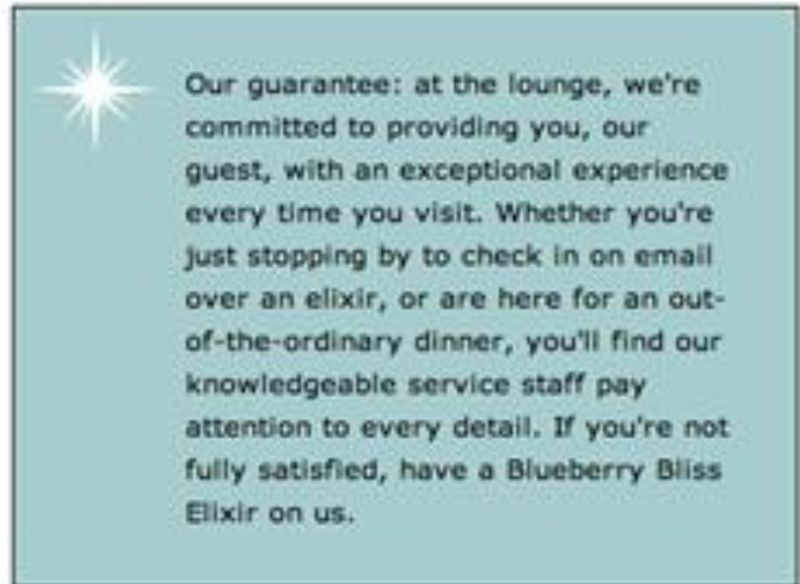 Our guarantee: at the lounge, we're
committed to providing you, our
guest, with an exceptional experience
every time you visit. Whether you're
just stopping by to check in on email
over an elixir, or are here for an out-
of-the-ordinary dinner, you'll find our
knowledgeable service staff pay
attention to every detail. If you're not
fully satisfied, have a Blueberry Bliss
Elixir on us.